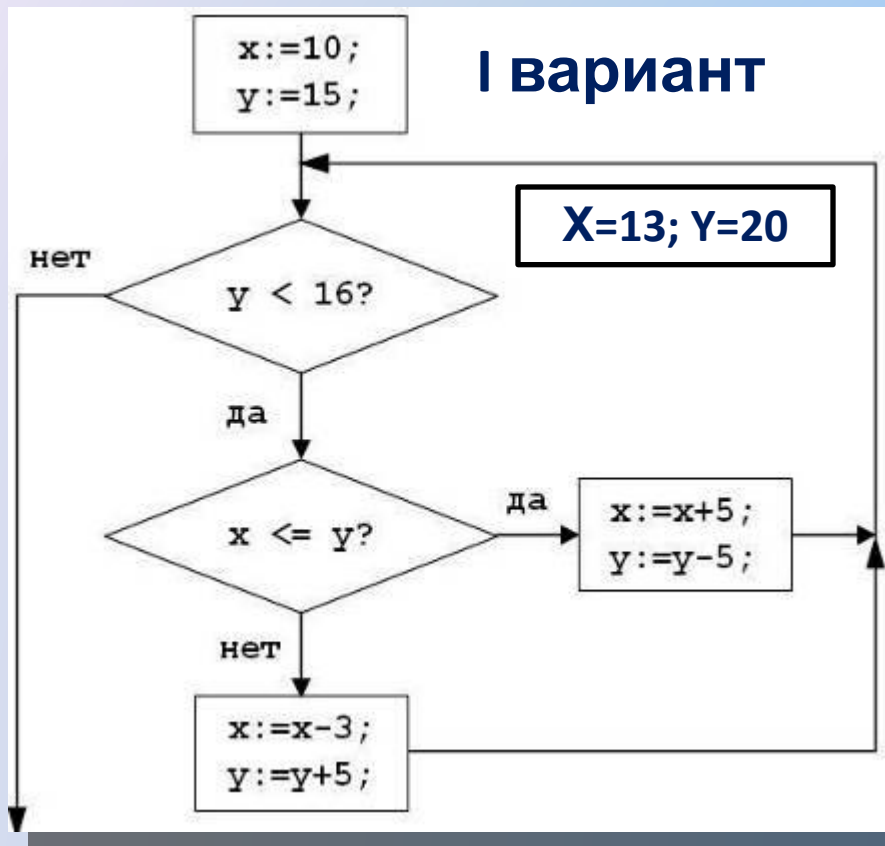 x:=10;
y:=15;
I вариант
X=13; Y=20
нет
y < 16?
да
x <= y?
да
x:=x+5;
y:=y-5;
нет
x:=x-3;
y:=y+5;